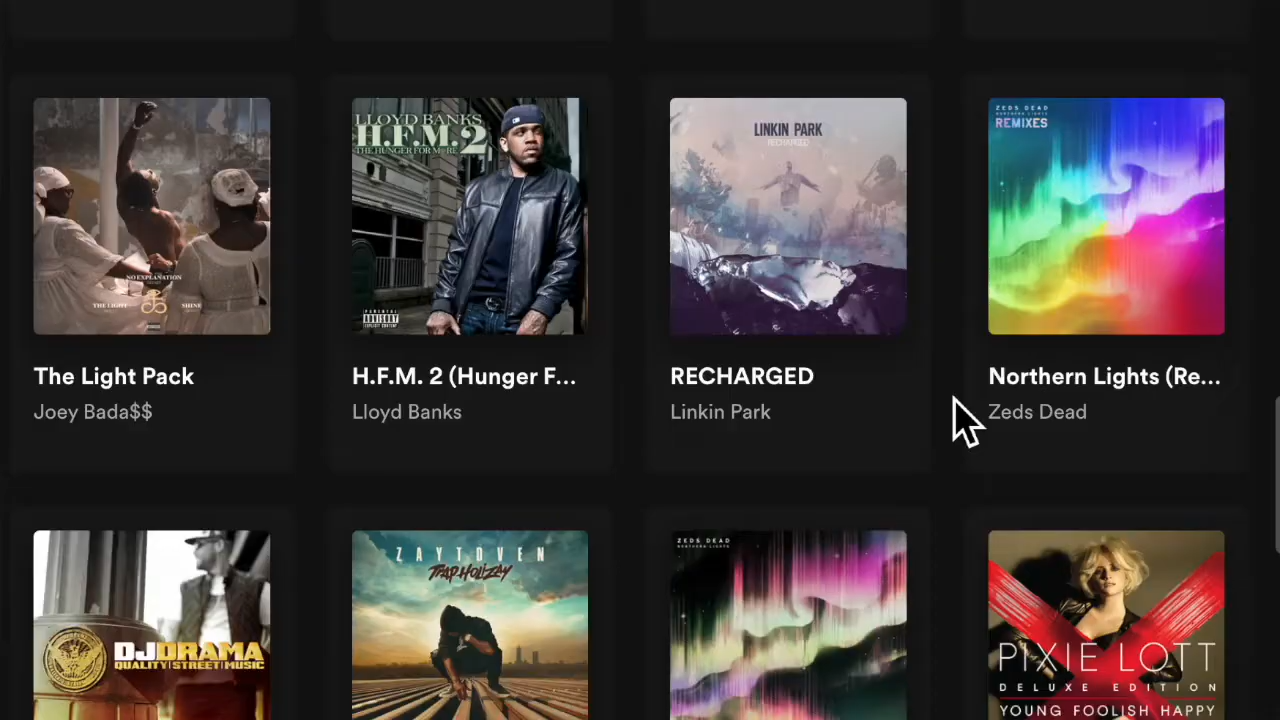 NO EXPLANATION
THE LIGHT
SHINE
LLOYD BANKS
H.F.M.2
THE HUNGER FOR MORE
PARENTAL
ADVISORY
EXPLICIT CONTENT
LINKIN PARK
RECHARGED
ZEDS DEAD
NORTHERN LIGHTS
REMIXES
The Light Pack
H.F.M. 2 (Hunger F...
RECHARGED
Northern Lights (Re...
Joey Bada$$
Lloyd Banks
Linkin Park
Zeds Dead
DJ DRAMA
QUALITY|STREET|MUSIC
ZAYTOVEN
TRAP HOLIZAY
ZEDS DEAD
NORTHERN LIGHTS
PIXIE LOTT
DELUXE EDITION
YOUNG FOOLISH HAPPY